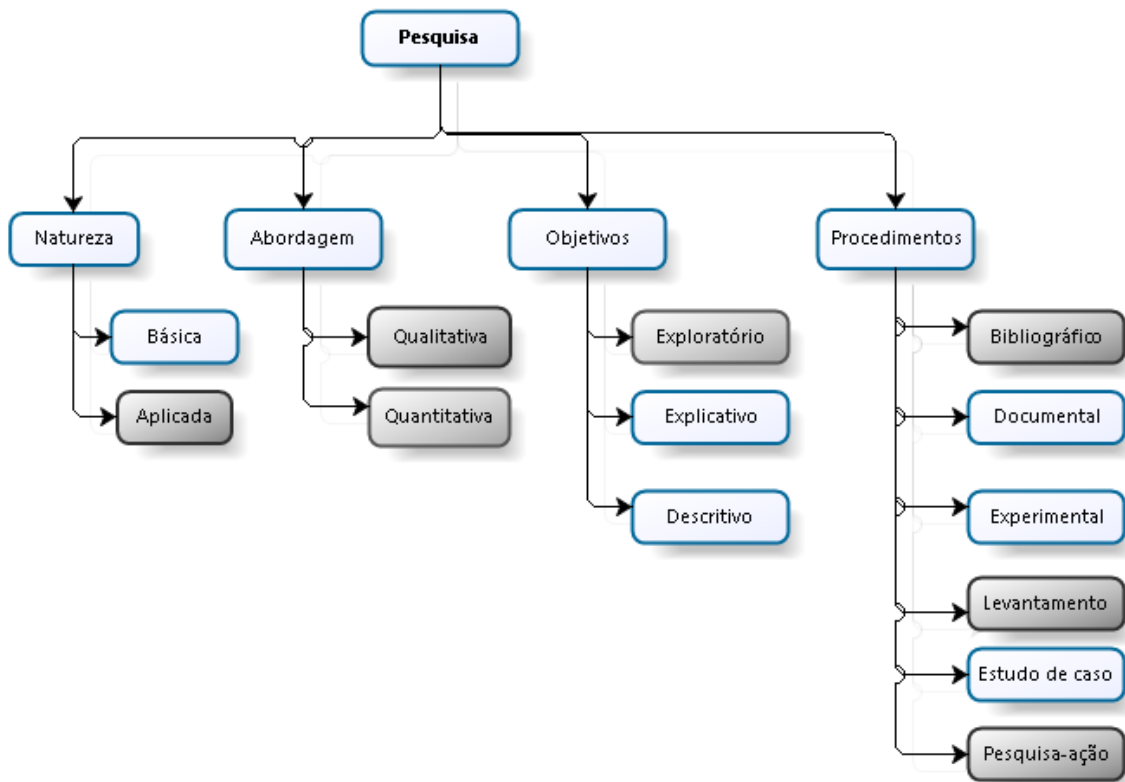 Pesquisa
Natureza
Abordagem
Objetivos
Procedimentos
Básica
Qualitativa
Exploratório
Bibliográfico
Aplicada
Quantitativa
Explicativo
Documental
Descritivo
Experimental
Levantamento
Estudo de caso
Pesquisa-ação